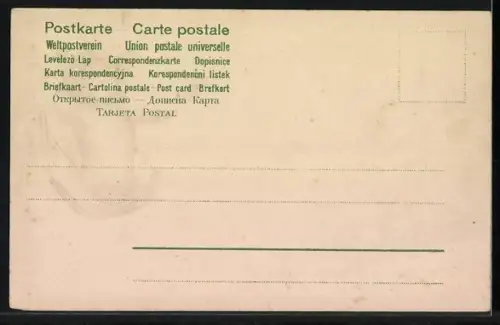 Postkarte Carte postale
Weltpostverein Union postale universelle
Levelező-Lap Correspondenzkarte Dopisnice
Karta korespondencyjna Korespondenční lístek
Briefkaart - Cartolina postale - Post card Brefkort
Открытое письмо — Дописна Карта
TARJETA POSTAL